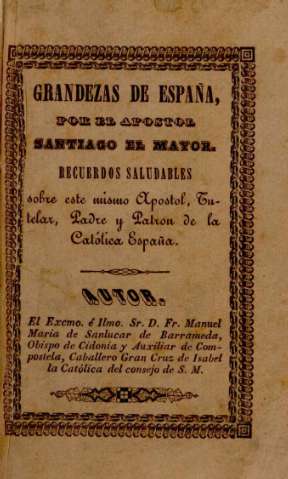 GRANDEZAS DE ESPAÑA,
POR EL APOSTOL
SANTIAGO EL MAYOR.
RECUERDOS SALUDABLES
sobre este mismo Apostol, Tu-
telar, Padre y Patron de la
Católica España.
AUTOR.
El Excmo. é Ilmo. Sr. D. Fr. Manuel
Maria de Sanlucar de Barrameda,
Obispo de Cidonia y Auxiliar de Com-
postela, Caballero Gran Cruz de Isabel
la Católica del consejo de S. M.